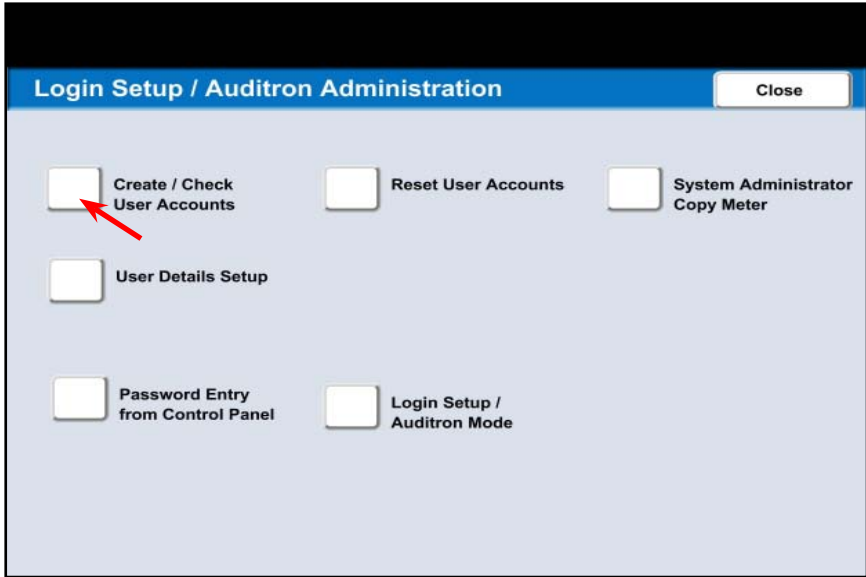 Login Setup / Auditron Administration
Close
Create / Check
User Accounts
Reset User Accounts
System Administrator
Copy Meter
User Details Setup
Password Entry
from Control Panel
Login Setup /
Auditron Mode